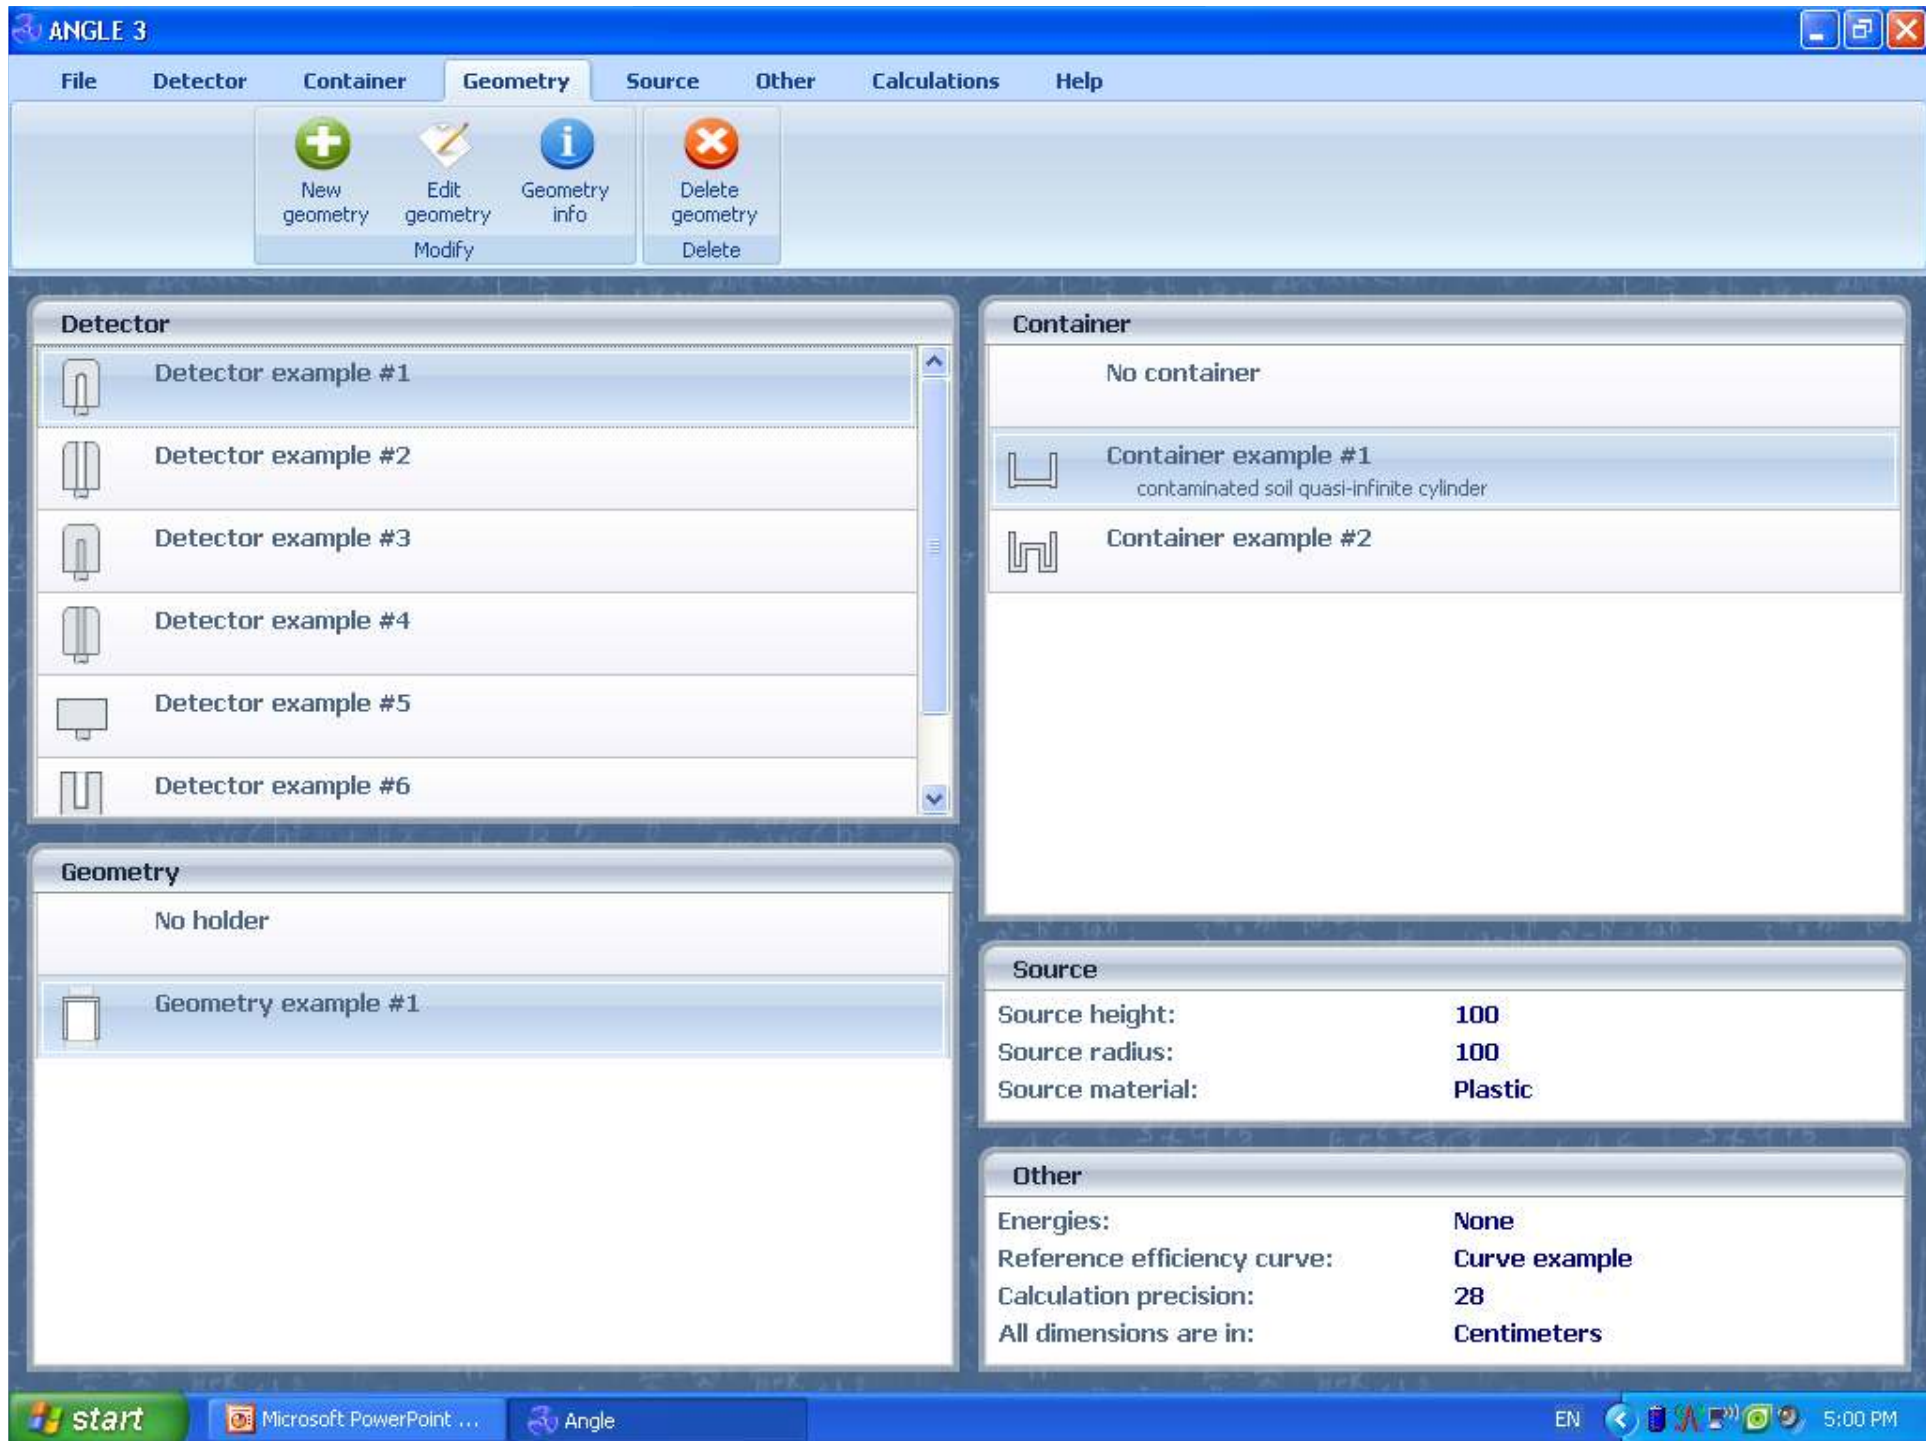 ANGLE 3
File Detector Container Geometry Source Other Calculations Help
New geometry
Edit geometry
Geometry info
Delete geometry
Modify
Delete
Detector
Detector example #1
Detector example #2
Detector example #3
Detector example #4
Detector example #5
Detector example #6
Container
No container
Container example #1
contaminated soil quasi-infinite cylinder
Container example #2
Geometry
No holder
Geometry example #1
Source
Source height: 100
Source radius: 100
Source material: Plastic
Other
Energies: None
Reference efficiency curve: Curve example
Calculation precision: 28
All dimensions are in: Centimeters
start
Microsoft PowerPoint ...
Angle
EN
5:00 PM